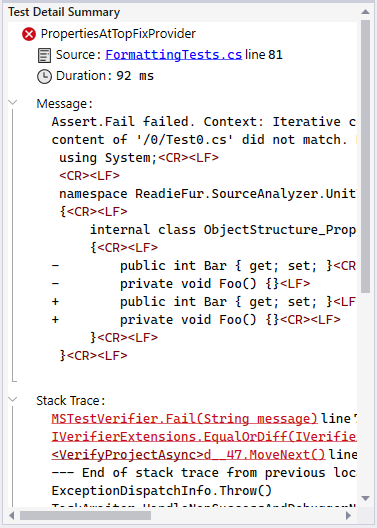 Test Detail Summary
PropertiesAtTopFixProvider
Source: FormattingTests.cs line 81
Duration: 92 ms
Message:
Assert.Fail failed. Context: Iterative c
content of '/0/Test0.cs' did not match.
using System;<CR><LF>
<CR><LF>
namespace ReadieFur.SourceAnalyzer.Unit
{<CR><LF>
internal class ObjectStructure_Prop
{<CR><LF>
-        public int Bar { get; set; }<CR
-        private void Foo() {}<LF>
+        public int Bar { get; set; }<LF
+        private void Foo() {}<CR><LF>
}<CR><LF>
}<CR><LF>
Stack Trace:
MSTestVerifier.Fail(String message) line
IVerifierExtensions.EqualOrDiff(IVerifie
<VerifyProjectAsync>d__47.MoveNext() line
--- End of stack trace from previous loc
ExceptionDispatchInfo.Throw()